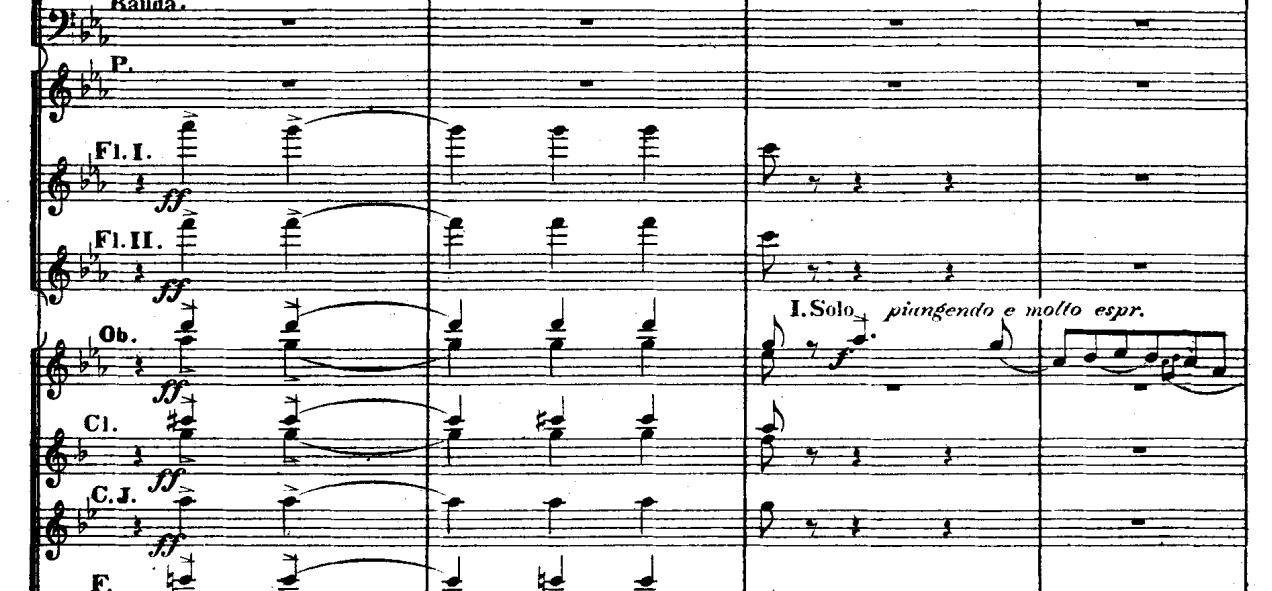 Banda.
P.
Fl. I.
ff
Fl. II.
ff
I. Solo piangendo e molto espr.
Ob.
f
ff
Cl.
ff
C. J.
ff
F.